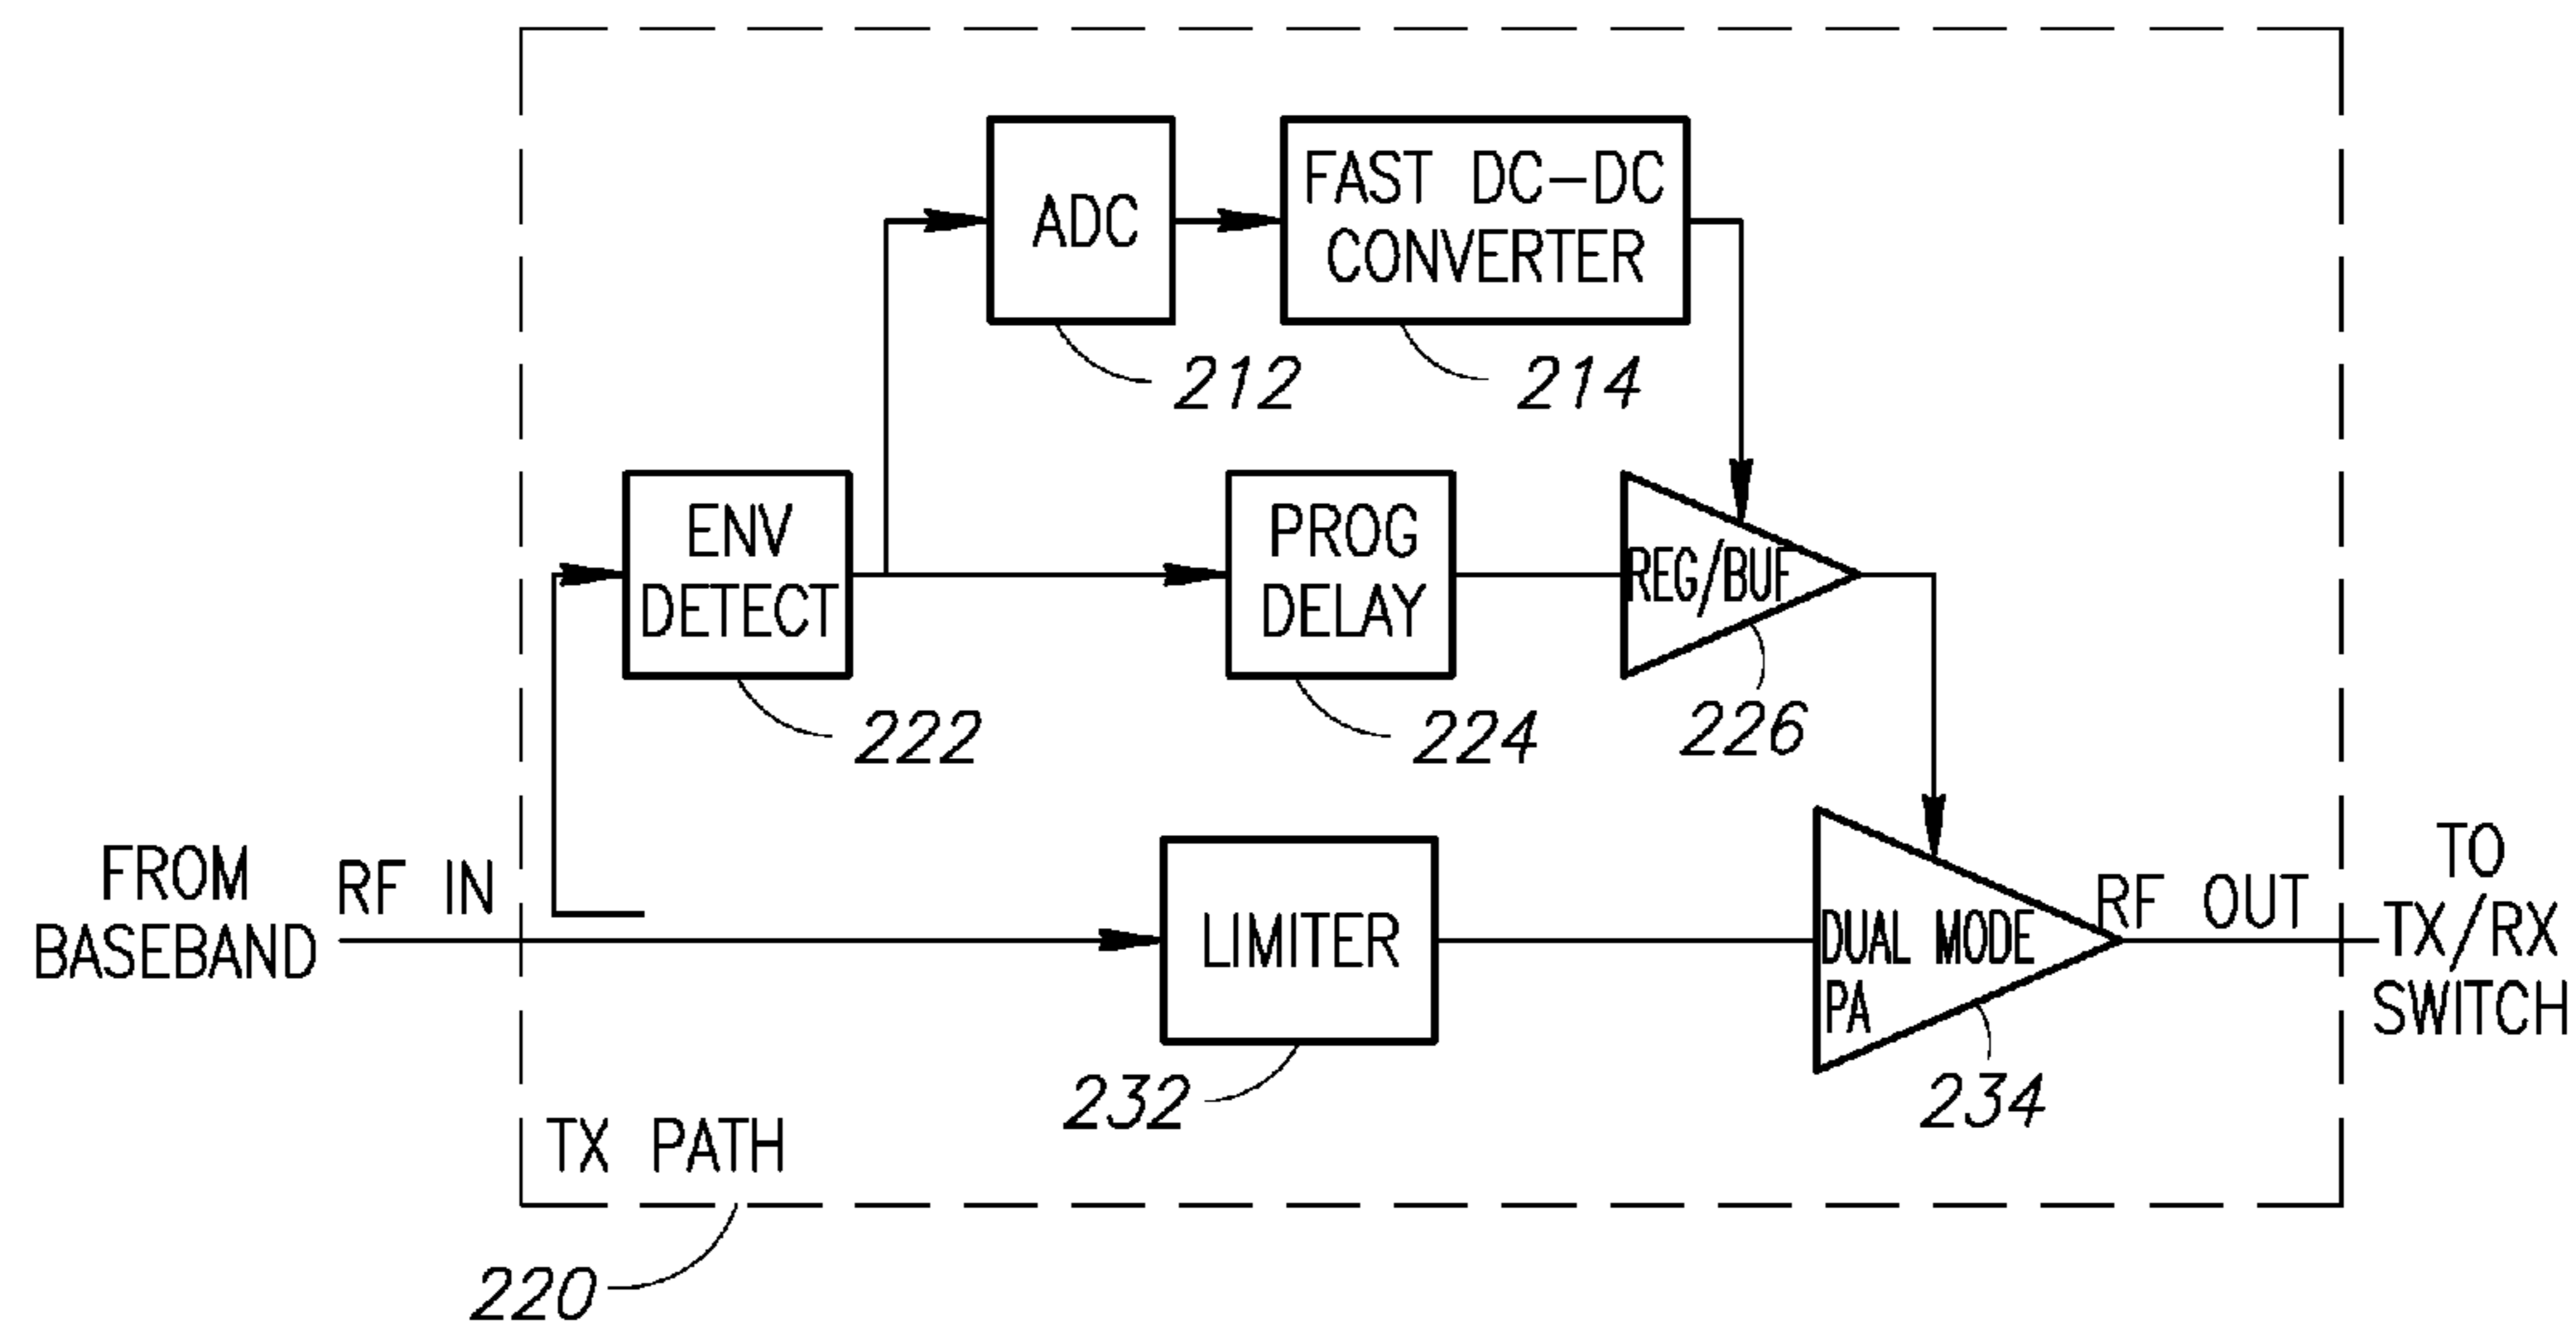 ADC
FAST DC-DC
CONVERTER
212
214
ENV
DETECT
PROG
DELAY
REG/BUF
222
224
226
FROM
BASEBAND
RF IN
LIMITER
DUAL MODE
PA
RF OUT
TO
TX/RX
SWITCH
232
234
TX PATH
220